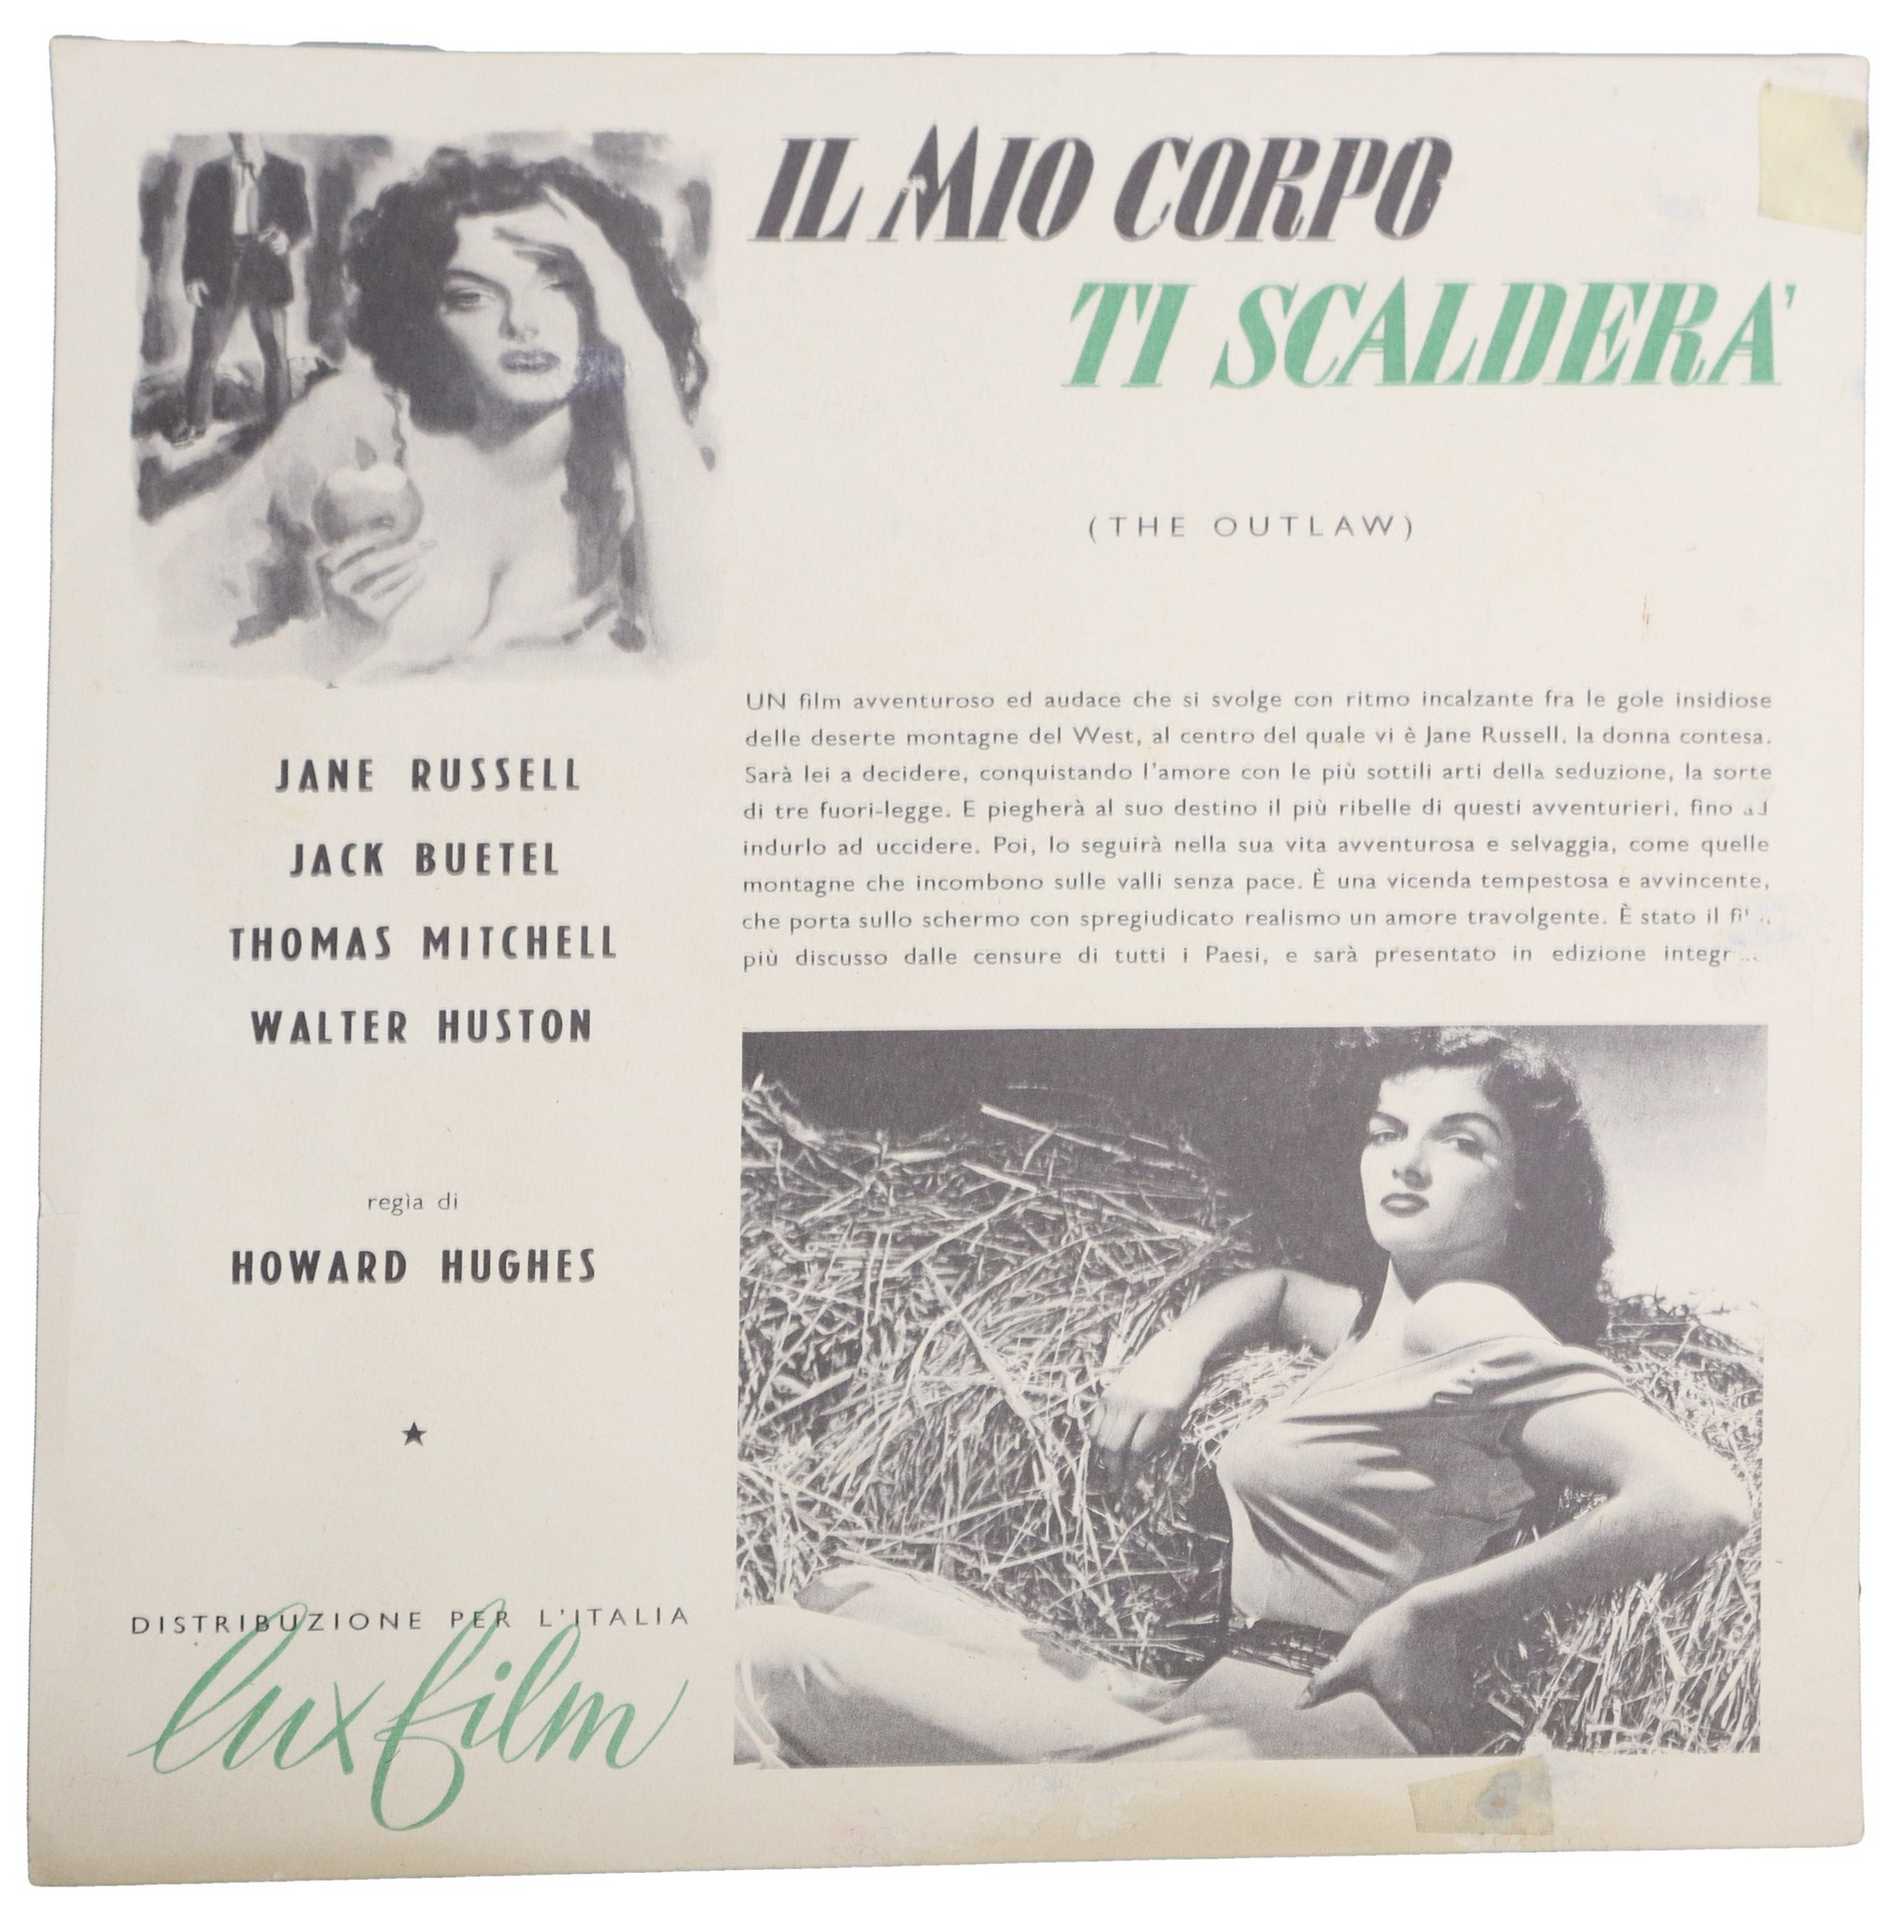 IL MIO CORPO
TI SCALDERA'
(THE OUTLAW)
UN film avventuroso ed audace che si svolge con ritmo incalzante fra le gole insidiose
delle deserte montagne del West, al centro del quale vi è Jane Russell, la donna contesa.
Sarà lei a decidere, conquistando l'amore con le più sottili arti della seduzione, la sorte
di tre fuori-legge. E piegherà al suo destino il più ribelle di questi avventurieri, fino ad
indurlo ad uccidere. Poi, lo seguirà nella sua vita avventurosa e selvaggia, come quelle
montagne che incombono sulle valli senza pace. È una vicenda tempestosa e avvincente,
che porta sullo schermo con spregiudicato realismo un amore travolgente. È stato il
più discusso dalle censure di tutti i Paesi, e sarà presentato in edizione
JANE RUSSELL
JACK BUETEL
THOMAS MITCHELL
WALTER HUSTON
regìa di
HOWARD HUGHES
★
DISTRIBUZIONE PER L'ITALIA
lux film